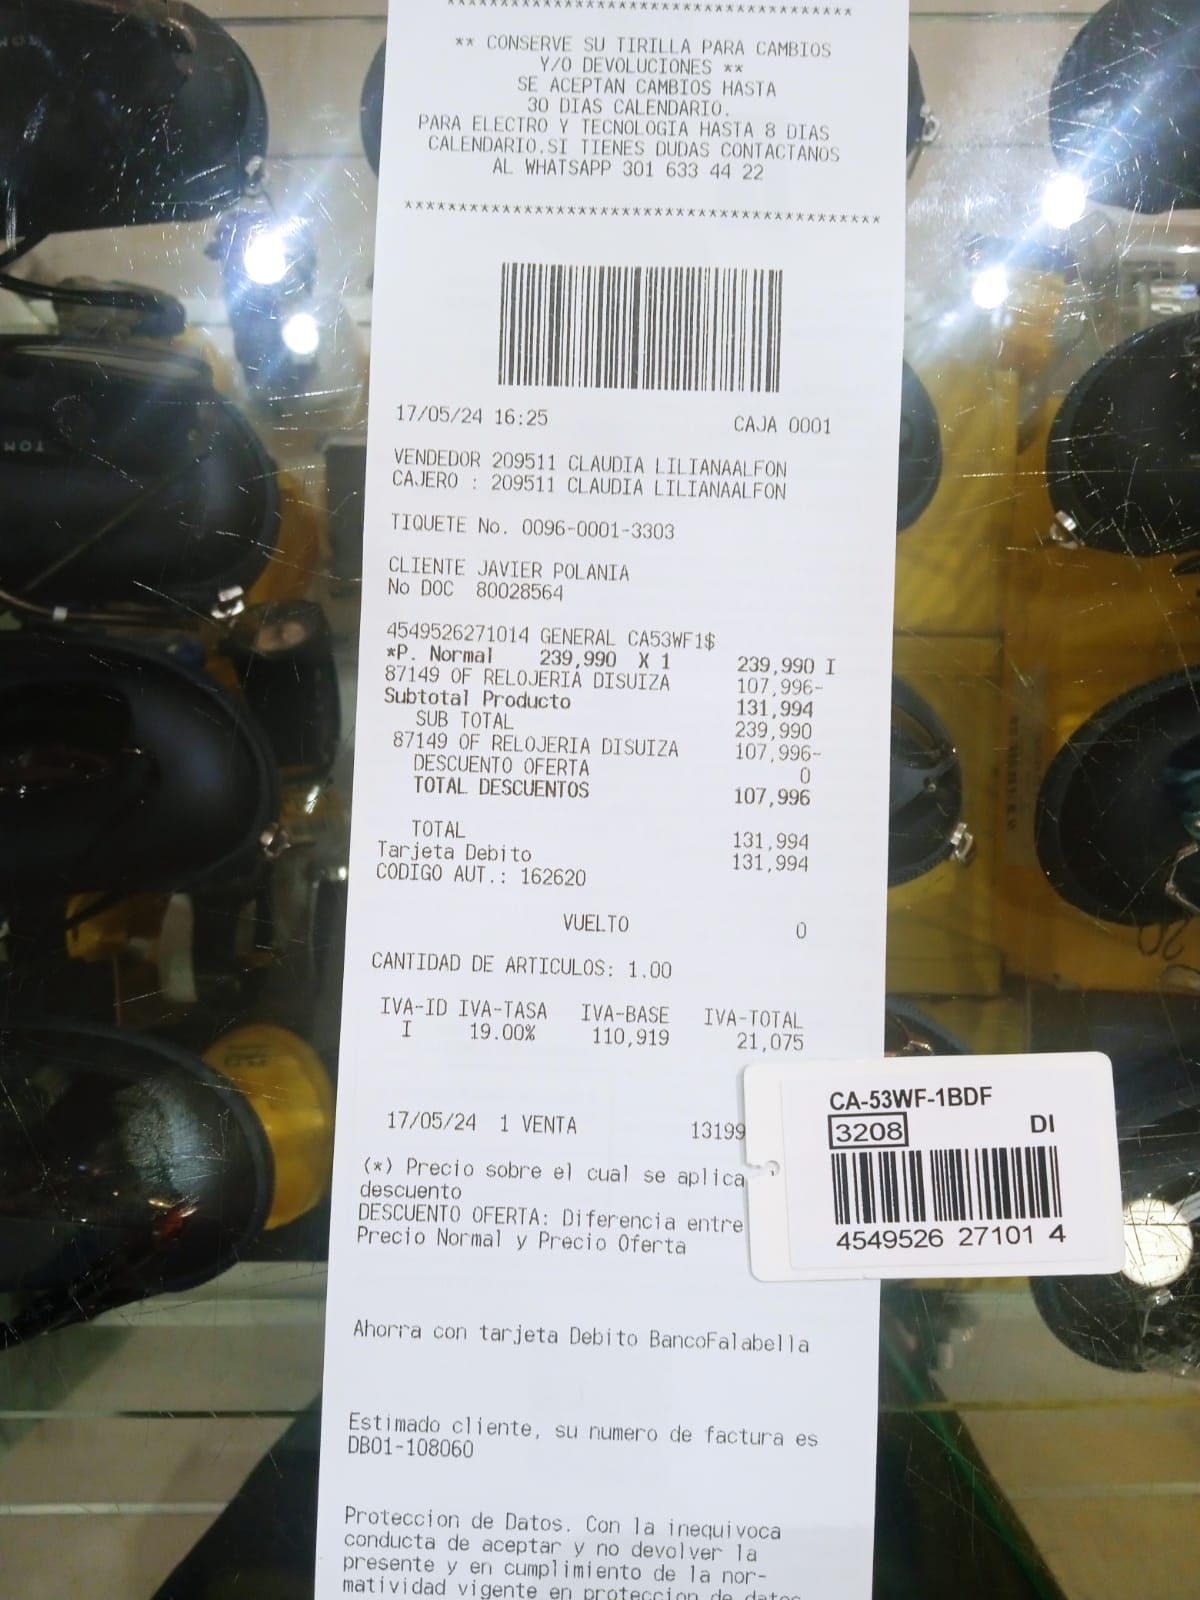 *****************************************
** CONSERVE SU TIRILLA PARA CAMBIOS
Y/O DEVOLUCIONES **
SE ACEPTAN CAMBIOS HASTA
30 DIAS CALENDARIO.
PARA ELECTRO Y TECNOLOGIA HASTA 8 DIAS
CALENDARIO.SI TIENES DUDAS CONTACTANOS
AL WHATSAPP 301 633 44 22
*****************************************
17/05/24 16:25 CAJA 0001
VENDEDOR 209511 CLAUDIA LILIANAALFON
CAJERO : 209511 CLAUDIA LILIANAALFON
TIQUETE No. 0096-0001-3303
CLIENTE JAVIER POLANIA
No DOC 80028564
4549526271014 GENERAL CA53WF1$
*P. Normal 239,990 X 1 239,990 I
87149 OF RELOJERIA DISUIZA 107,996-
Subtotal Producto 131,994
SUB TOTAL 239,990
87149 OF RELOJERIA DISUIZA 107,996-
DESCUENTO OFERTA 0
TOTAL DESCUENTOS 107,996
TOTAL 131,994
Tarjeta Debito 131,994
CODIGO AUT.: 162620
VUELTO 0
CANTIDAD DE ARTICULOS: 1.00
IVA-ID IVA-TASA IVA-BASE IVA-TOTAL
I 19.00% 110,919 21,075
17/05/24 1 VENTA 13199
(*) Precio sobre el cual se aplica
descuento
DESCUENTO OFERTA: Diferencia entre
Precio Normal y Precio Oferta
CA-53WF-1BDF
3208 DI
4549526 27101 4
Ahorra con tarjeta Debito BancoFalabella
Estimado cliente, su numero de factura es
DB01-108060
Proteccion de Datos. Con la inequivoca
conducta de aceptar y no devolver la
presente y en cumplimiento de la nor-
matividad vigente en proteccion de datos